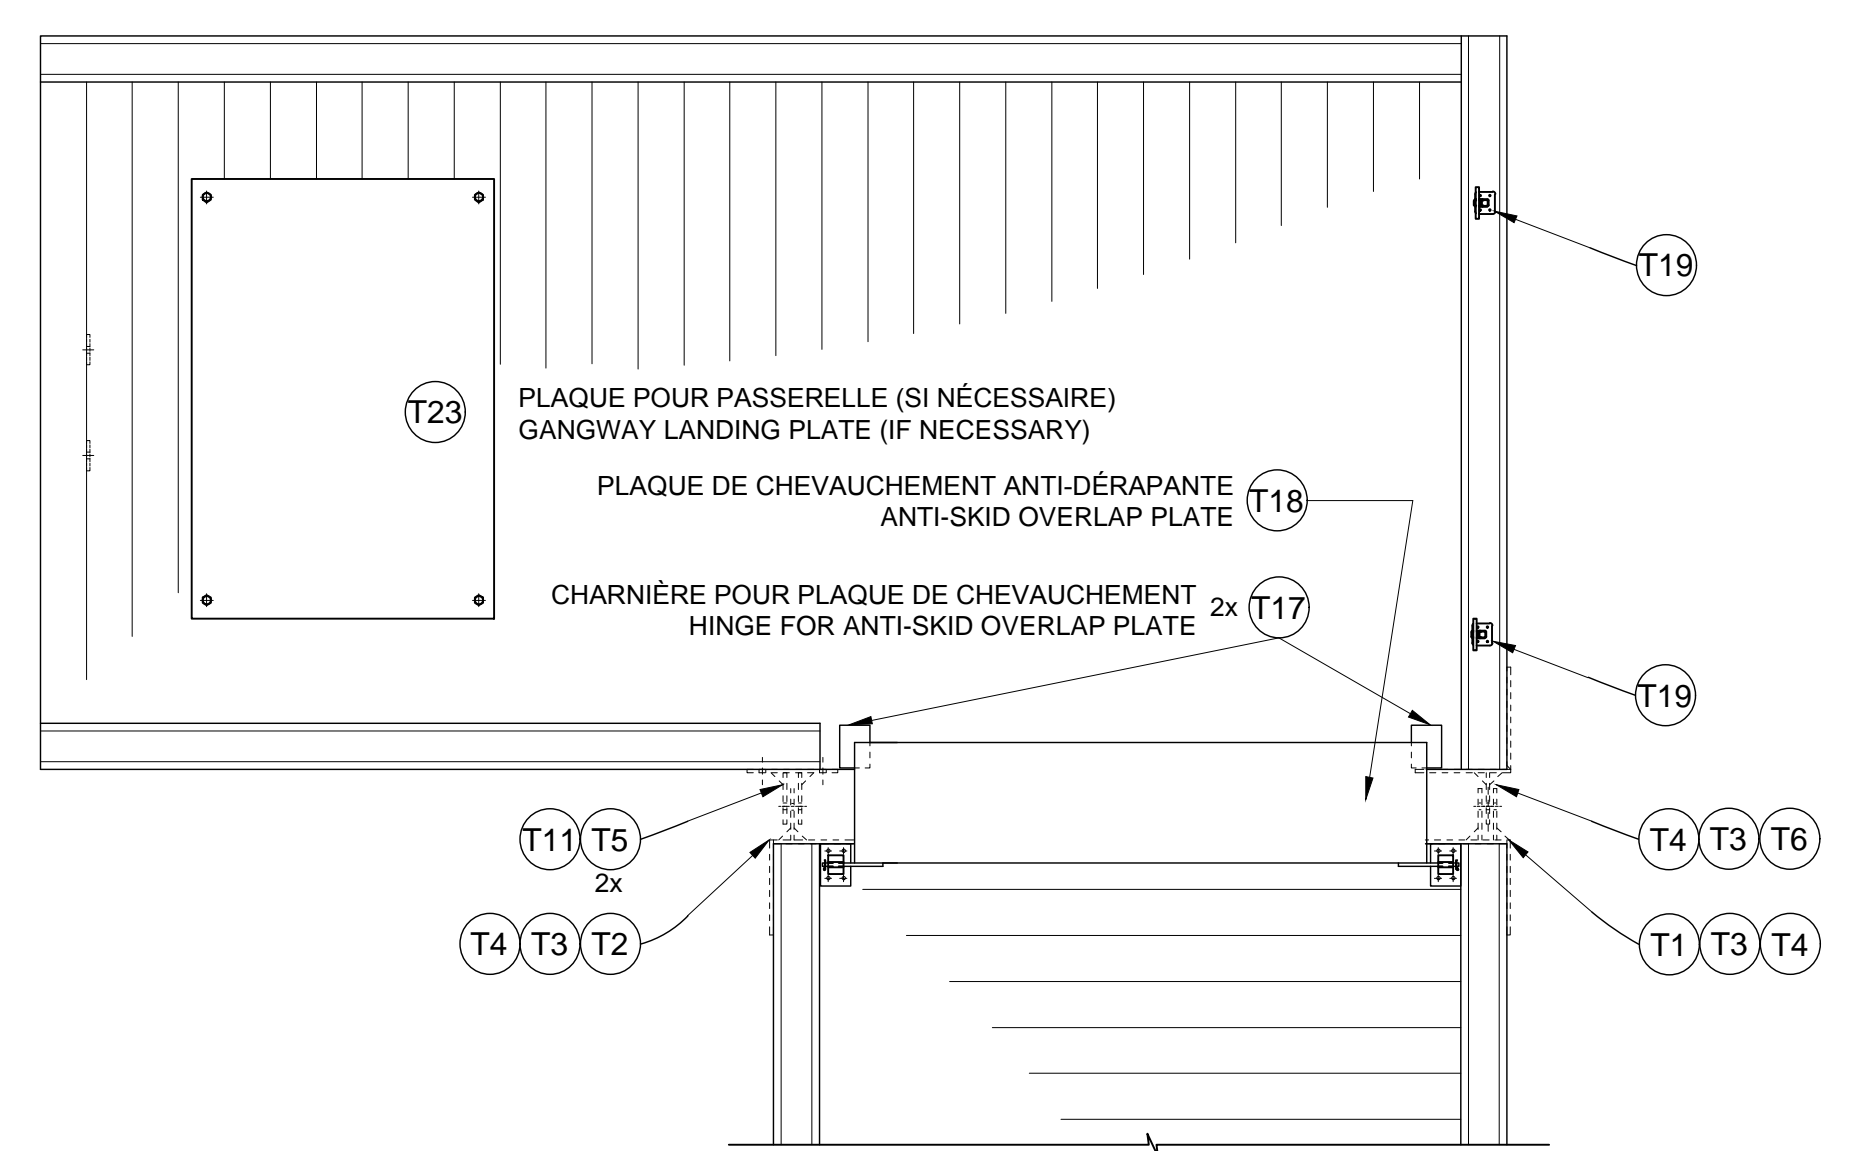 T19
T23
PLAQUE POUR PASSERELLE (SI NÉCESSAIRE)
GANGWAY LANDING PLATE (IF NECESSARY)
PLAQUE DE CHEVAUCHEMENT ANTI-DÉRAPANTE
ANTI-SKID OVERLAP PLATE
T18
CHARNIÈRE POUR PLAQUE DE CHEVAUCHEMENT
HINGE FOR ANTI-SKID OVERLAP PLATE
2x T17
T19
T11 T5
2x
T4 T3 T6
T4 T3 T2
T1 T3 T4